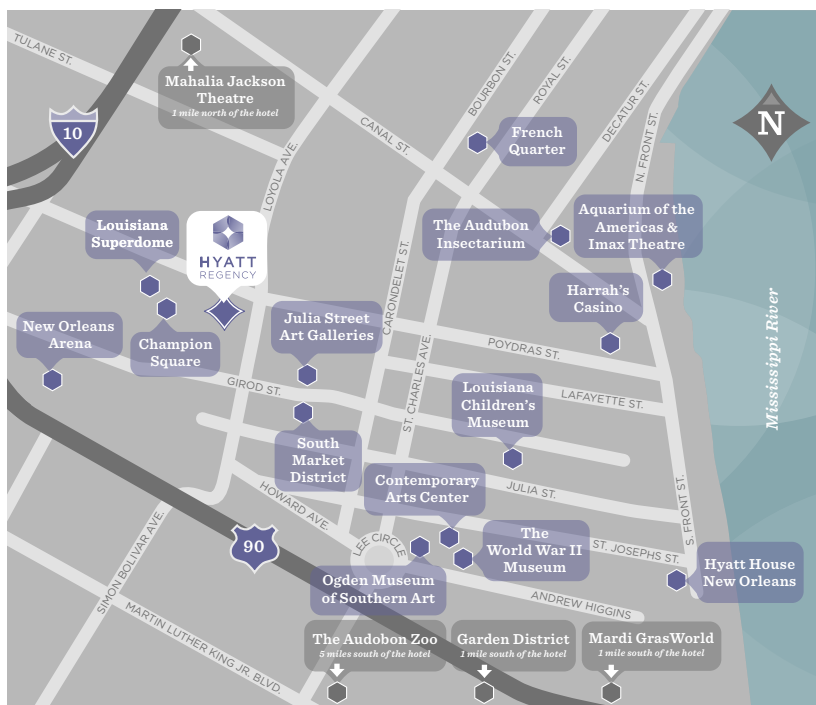 TULANE ST.
Mahalia Jackson
Theatre
1 mile north of the hotel
10
CANAL ST.
BOURBON ST.
ROYAL ST.
DECATUR ST.
N. FRONT ST.
N
French
Quarter
LOYOLA AVE.
Louisiana
Superdome
HYATT
REGENCY
The Audubon
Insectarium
Aquarium of the
Americas &
Imax Theatre
CARONDELET ST.
Harrah's
Casino
Mississippi River
New Orleans
Arena
Champion
Square
Julia Street
Art Galleries
POYDRAS ST.
ST. CHARLES AVE.
GIROD ST.
LAFAYETTE ST.
Louisiana
Children's
Museum
South
Market
District
Contemporary
Arts Center
JULIA ST.
HOWARD AVE.
S. FRONT ST.
90
LEE CIRCLE
The
World War II
Museum
ST. JOSEPHS ST.
Hyatt House
New Orleans
SIMON BOLIVAR AVE.
Ogden Museum
of Southern Art
ANDREW HIGGINS
MARTIN LUTHER KING JR. BLVD.
The Audobon Zoo
5 miles south of the hotel
Garden District
1 mile south of the hotel
Mardi GrasWorld
1 mile south of the hotel